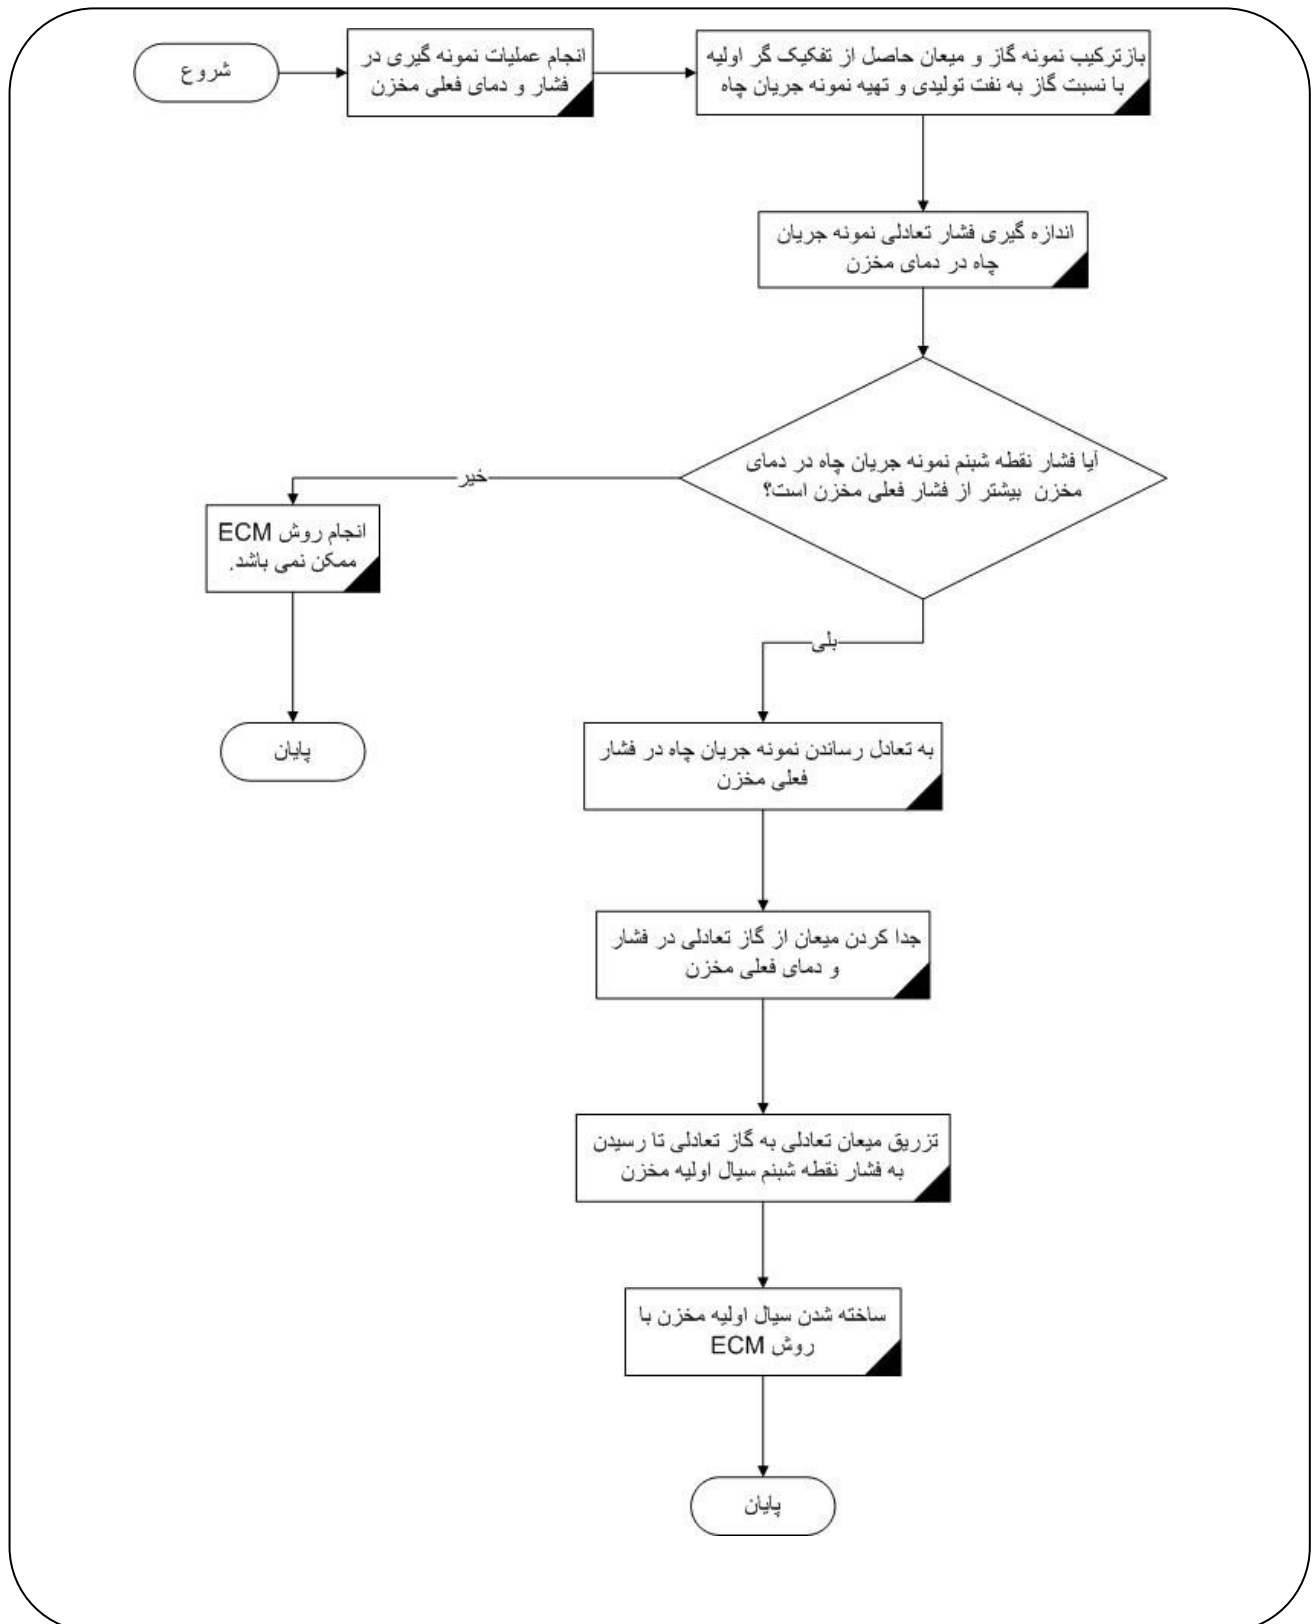 شروع
انجام عملیات نمونه گیری در
فشار و دمای فعلی مخزن
بازترکیب نمونه گاز و میعان حاصل از تفکیک گر اولیه
با نسبت گاز به نفت تولیدی و تهیه نمونه جریان چاه
اندازه گیری فشار تعادلی نمونه جریان
چاه در دمای مخزن
آیا فشار نقطه شبنم نمونه جریان چاه در دمای
مخزن بیشتر از فشار فعلی مخزن است؟
خیر
انجام روش ECM
ممکن نمی باشد.
پایان
بلی
به تعادل رساندن نمونه جریان چاه در فشار
فعلی مخزن
جدا کردن میعان از گاز تعادلی در فشار
و دمای فعلی مخزن
تزریق میعان تعادلی به گاز تعادلی تا رسیدن
به فشار نقطه شبنم سیال اولیه مخزن
ساخته شدن سیال اولیه مخزن با
روش ECM
پایان